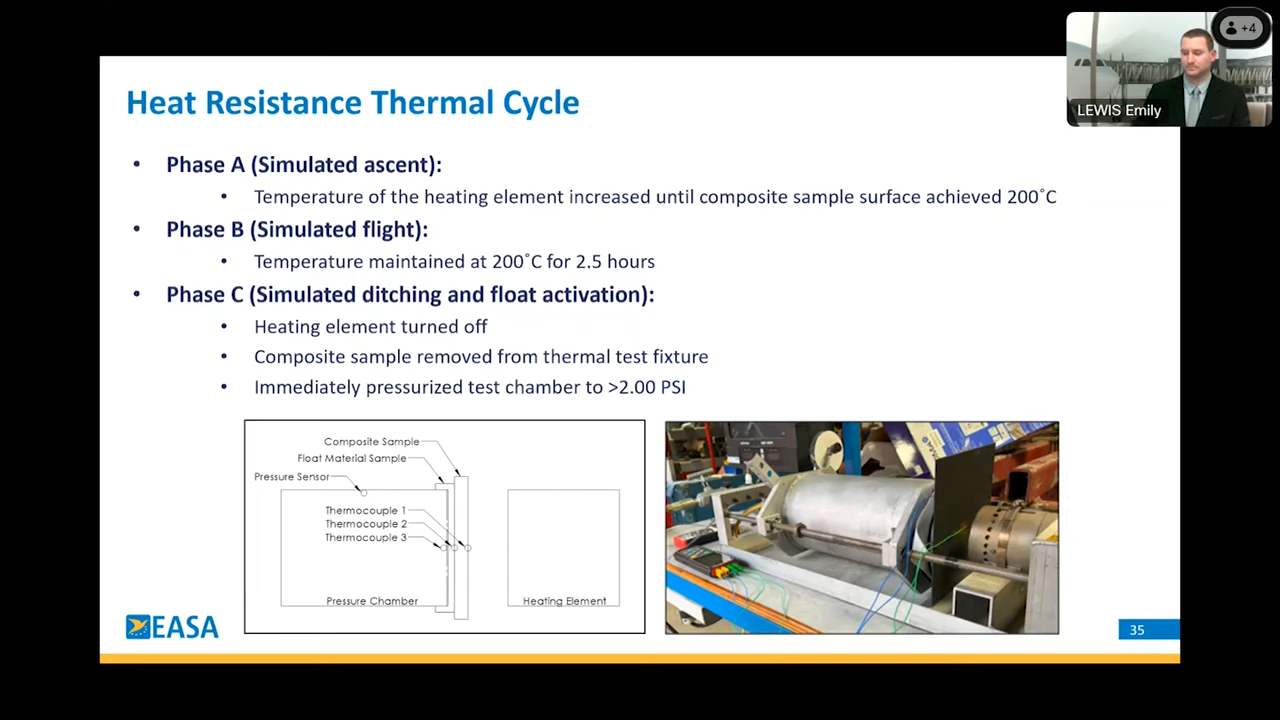 +4
LEWIS Emily
Heat Resistance Thermal Cycle
• Phase A (Simulated ascent):
• Temperature of the heating element increased until composite sample surface achieved 200˚C
• Phase B (Simulated flight):
• Temperature maintained at 200˚C for 2.5 hours
• Phase C (Simulated ditching and float activation):
• Heating element turned off
• Composite sample removed from thermal test fixture
• Immediately pressurized test chamber to >2.00 PSI
Composite Sample
Float Material Sample
Pressure Sensor
Thermocouple 1
Thermocouple 2
Thermocouple 3
Pressure Chamber
Heating Element
EASA
35